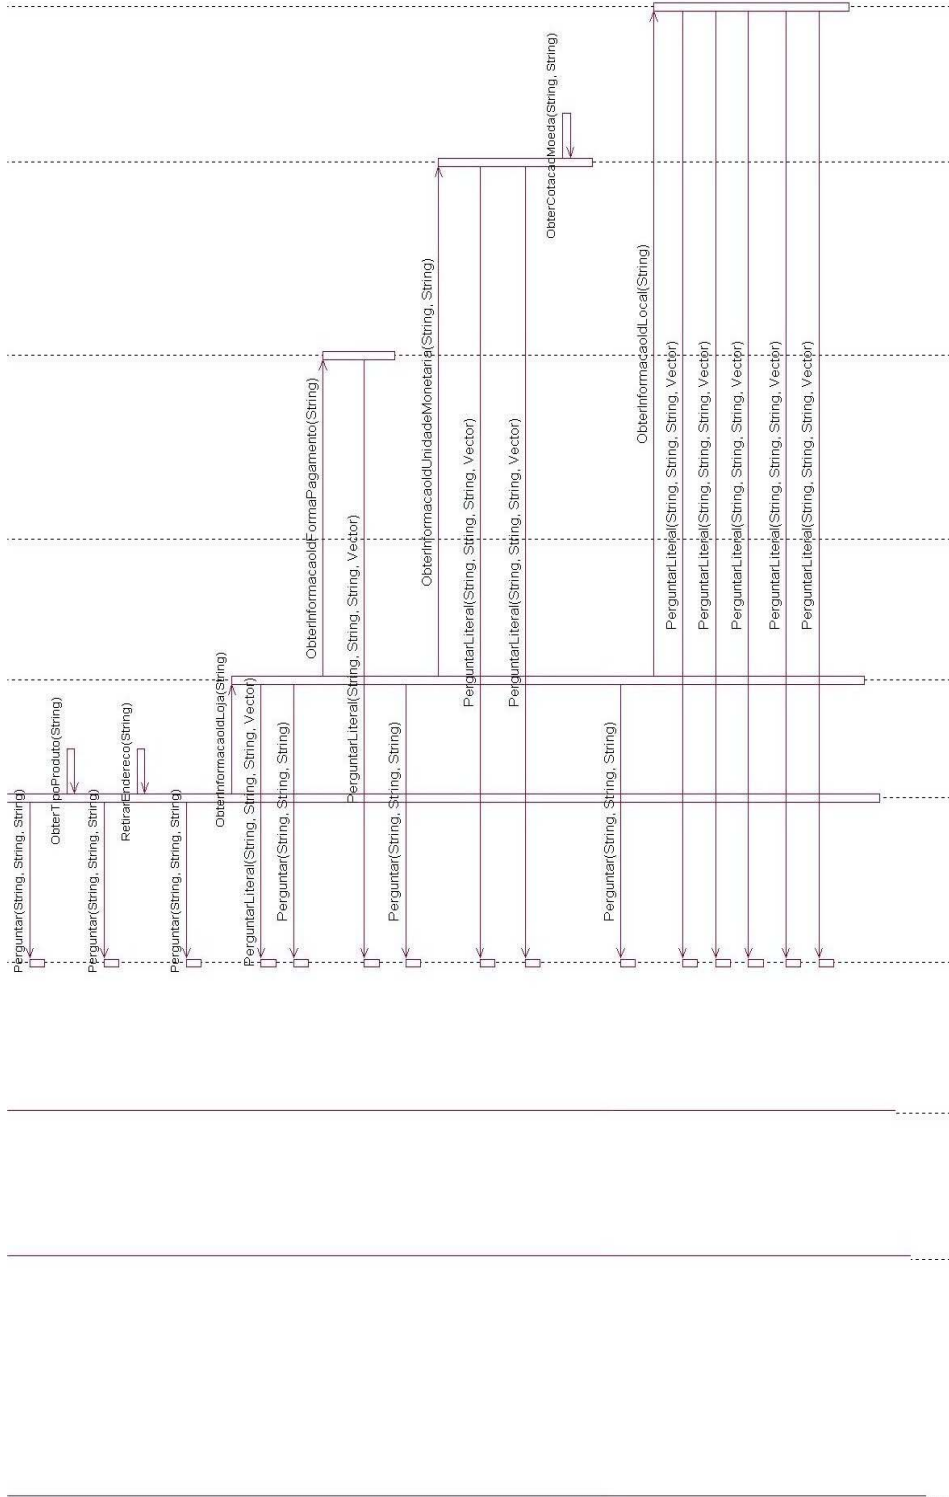 Perguntar(String, String, String)
ObterTipoProduto(String)
Perguntar(String, String, String)
RetirarEndereco(String)
Perguntar(String, String, String)
ObterInformacaoIdLoja(String)
PerguntarLiteral(String, String, String, Vector)
Perguntar(String, String, String)
ObterInformacaoIdFormaPagamento(String)
PerguntarLiteral(String, String, String, Vector)
Perguntar(String, String, String)
ObterInformacaoIdUnidadeMonetaria(String, String)
PerguntarLiteral(String, String, String, Vector)
PerguntarLiteral(String, String, String, Vector)
ObterCotacaoMoeda(String, String)
Perguntar(String, String, String)
ObterInformacaoIdLocal(String)
PerguntarLiteral(String, String, String, Vector)
PerguntarLiteral(String, String, String, Vector)
PerguntarLiteral(String, String, String, Vector)
PerguntarLiteral(String, String, String, Vector)
PerguntarLiteral(String, String, String, Vector)